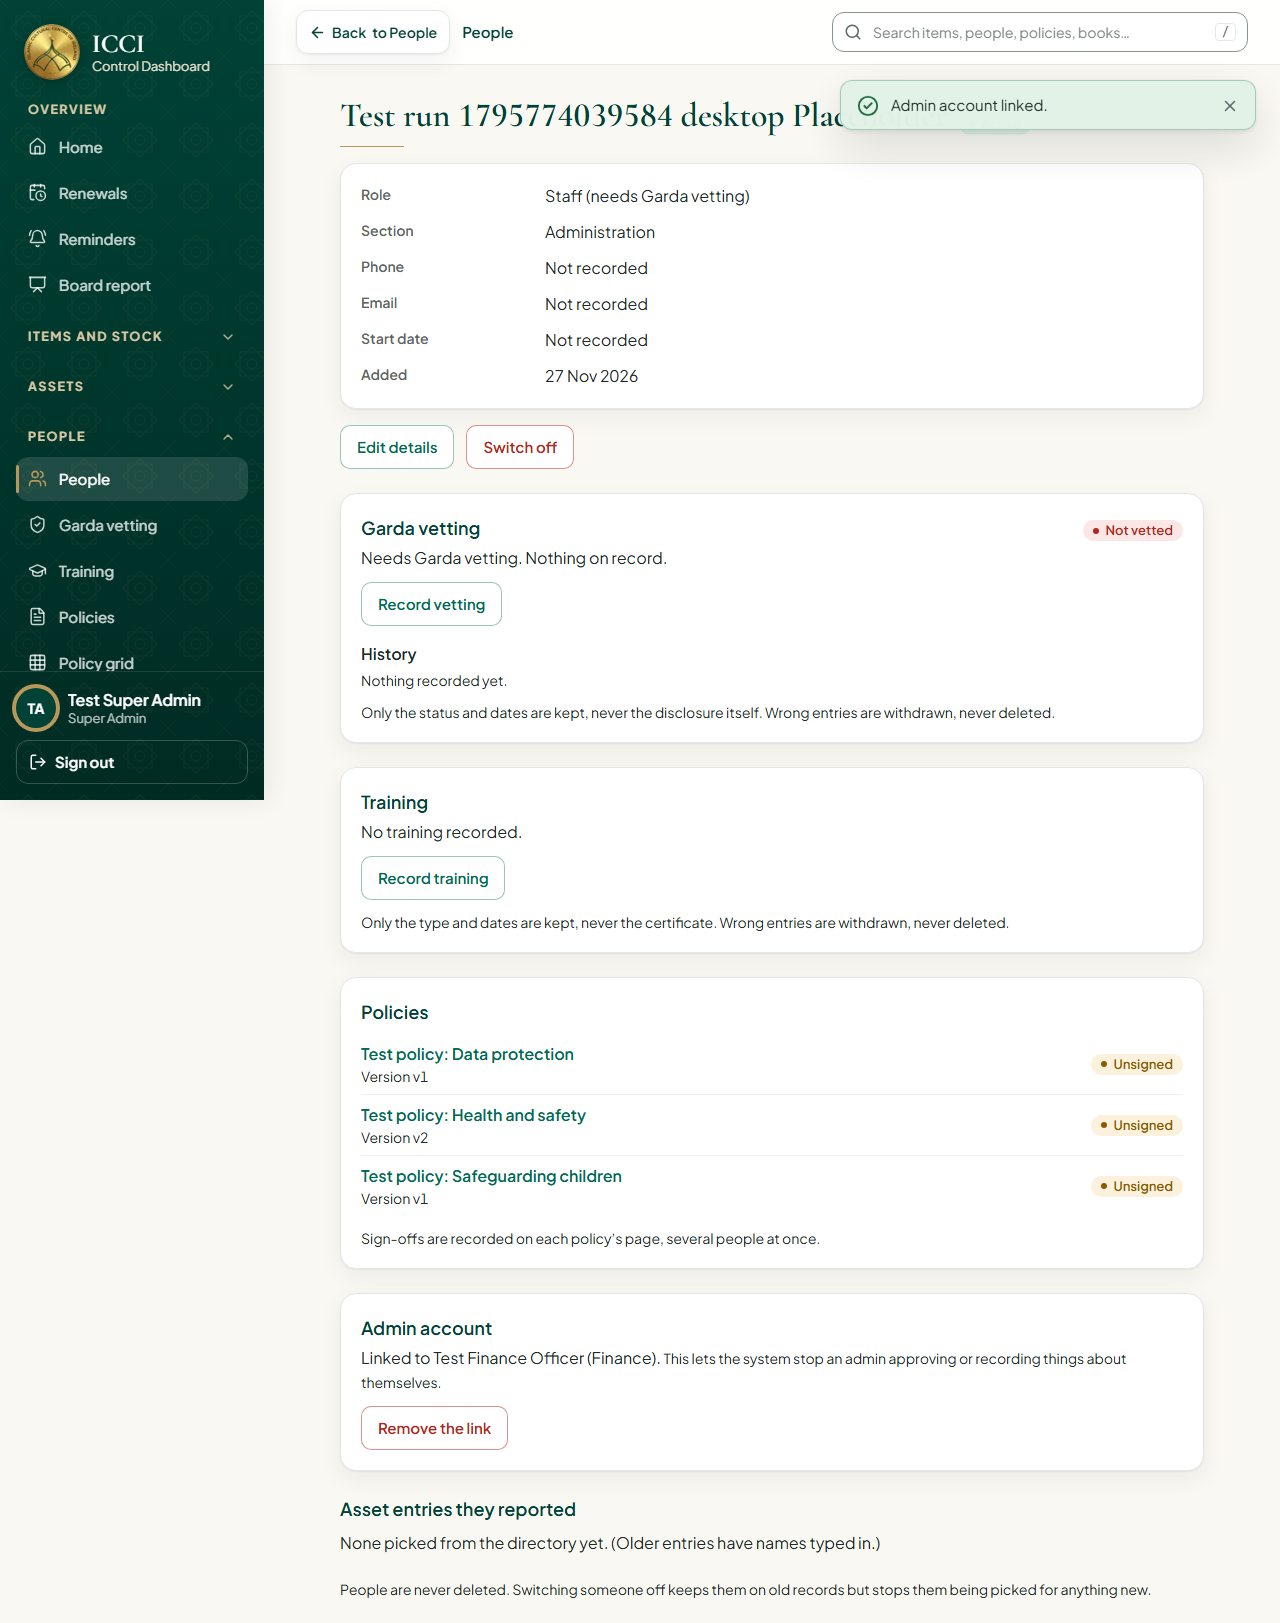 ICCI
Control Dashboard
OVERVIEW
Home
Renewals
Reminders
Board report
ITEMS AND STOCK
ASSETS
PEOPLE
People
Garda vetting
Training
Policies
Policy grid
TA
Test Super Admin
Super Admin
Sign out
Back to People
People
Search items, people, policies, books…
/
Admin account linked.
Test run 1795774039584 desktop
Role
Staff (needs Garda vetting)
Section
Administration
Phone
Not recorded
Email
Not recorded
Start date
Not recorded
Added
27 Nov 2026
Edit details
Switch off
Garda vetting
Not vetted
Needs Garda vetting. Nothing on record.
Record vetting
History
Nothing recorded yet.
Only the status and dates are kept, never the disclosure itself. Wrong entries are withdrawn, never deleted.
Training
No training recorded.
Record training
Only the type and dates are kept, never the certificate. Wrong entries are withdrawn, never deleted.
Policies
Test policy: Data protection
Version v1
Unsigned
Test policy: Health and safety
Version v2
Unsigned
Test policy: Safeguarding children
Version v1
Unsigned
Sign-offs are recorded on each policy's page, several people at once.
Admin account
Linked to Test Finance Officer (Finance). This lets the system stop an admin approving or recording things about
themselves.
Remove the link
Asset entries they reported
None picked from the directory yet. (Older entries have names typed in.)
People are never deleted. Switching someone off keeps them on old records but stops them being picked for anything new.